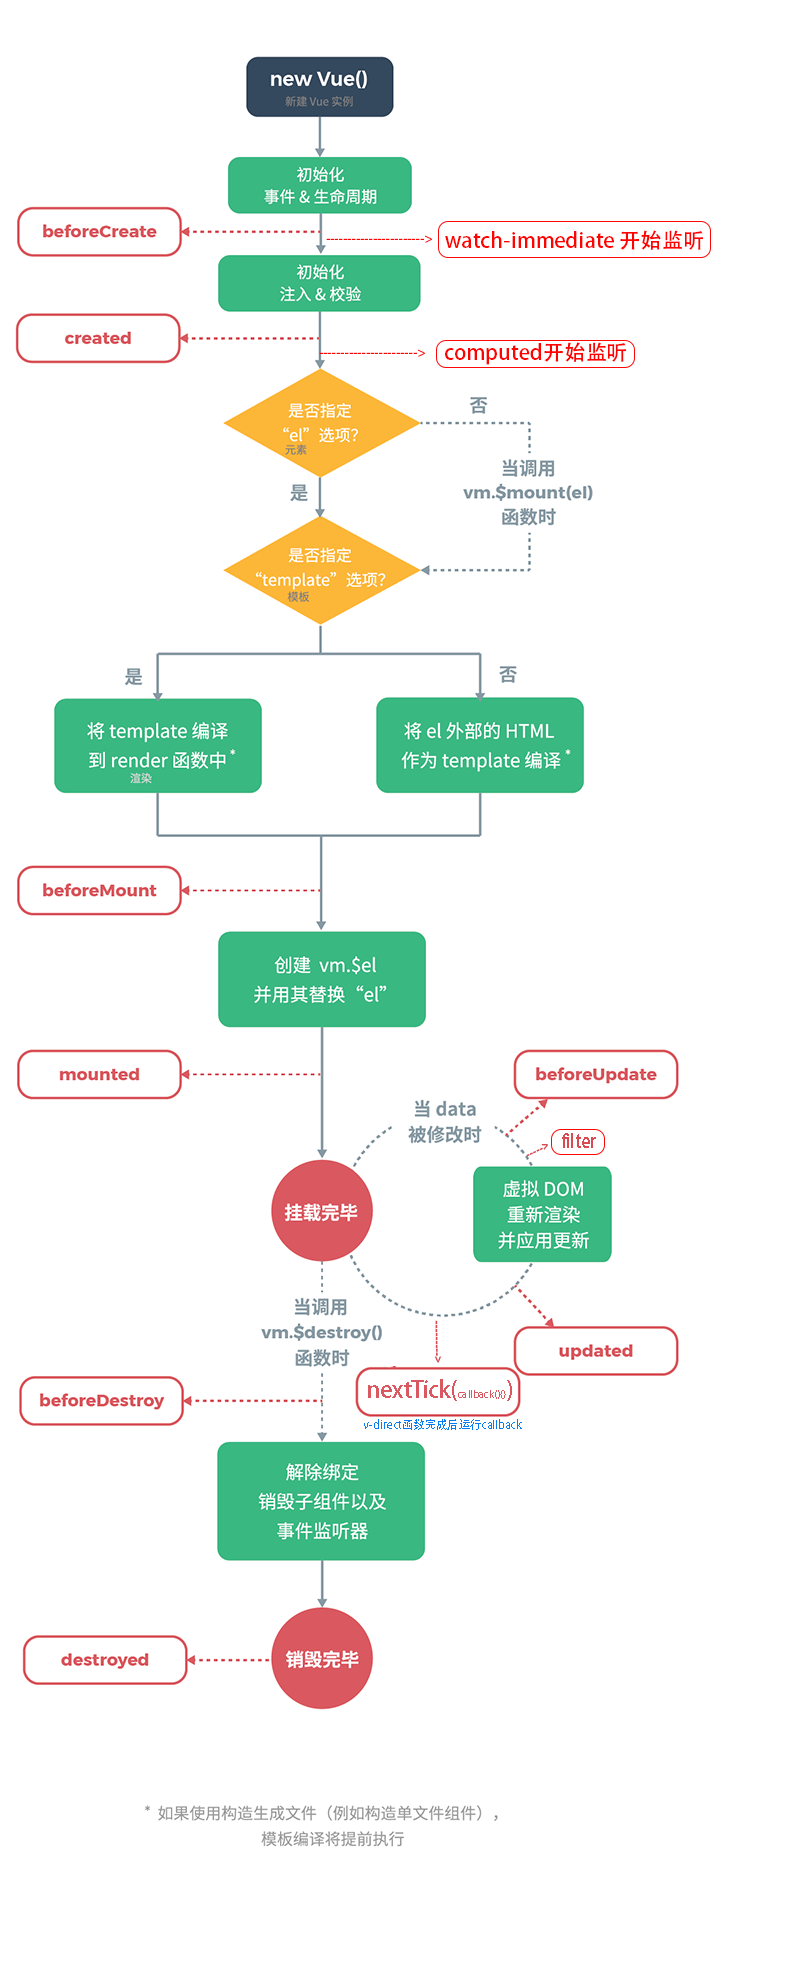 new Vue()
新建 Vue 实例
初始化
事件 & 生命周期
beforeCreate
watch-immediate 开始监听
初始化
注入 & 校验
created
computed开始监听
是否指定
“el”选项？
元素
否
当调用
vm.$mount(el)
函数时
是
是否指定
“template”选项？
模板
是
否
将 template 编译
到 render 函数中*
渲染
将 el 外部的 HTML
作为 template 编译*
beforeMount
创建 vm.$el
并用其替换“el”
mounted
beforeUpdate
当 data
被修改时
filter
虚拟 DOM
重新渲染
并应用更新
挂载完毕
当调用
vm.$destroy()
函数时
updated
nextTick(callback(){})
v-direct函数完成后运行callback
beforeDestroy
解除绑定
销毁子组件以及
事件监听器
destroyed
销毁完毕
* 如果使用构造生成文件（例如构造单文件组件），
模板编译将提前执行